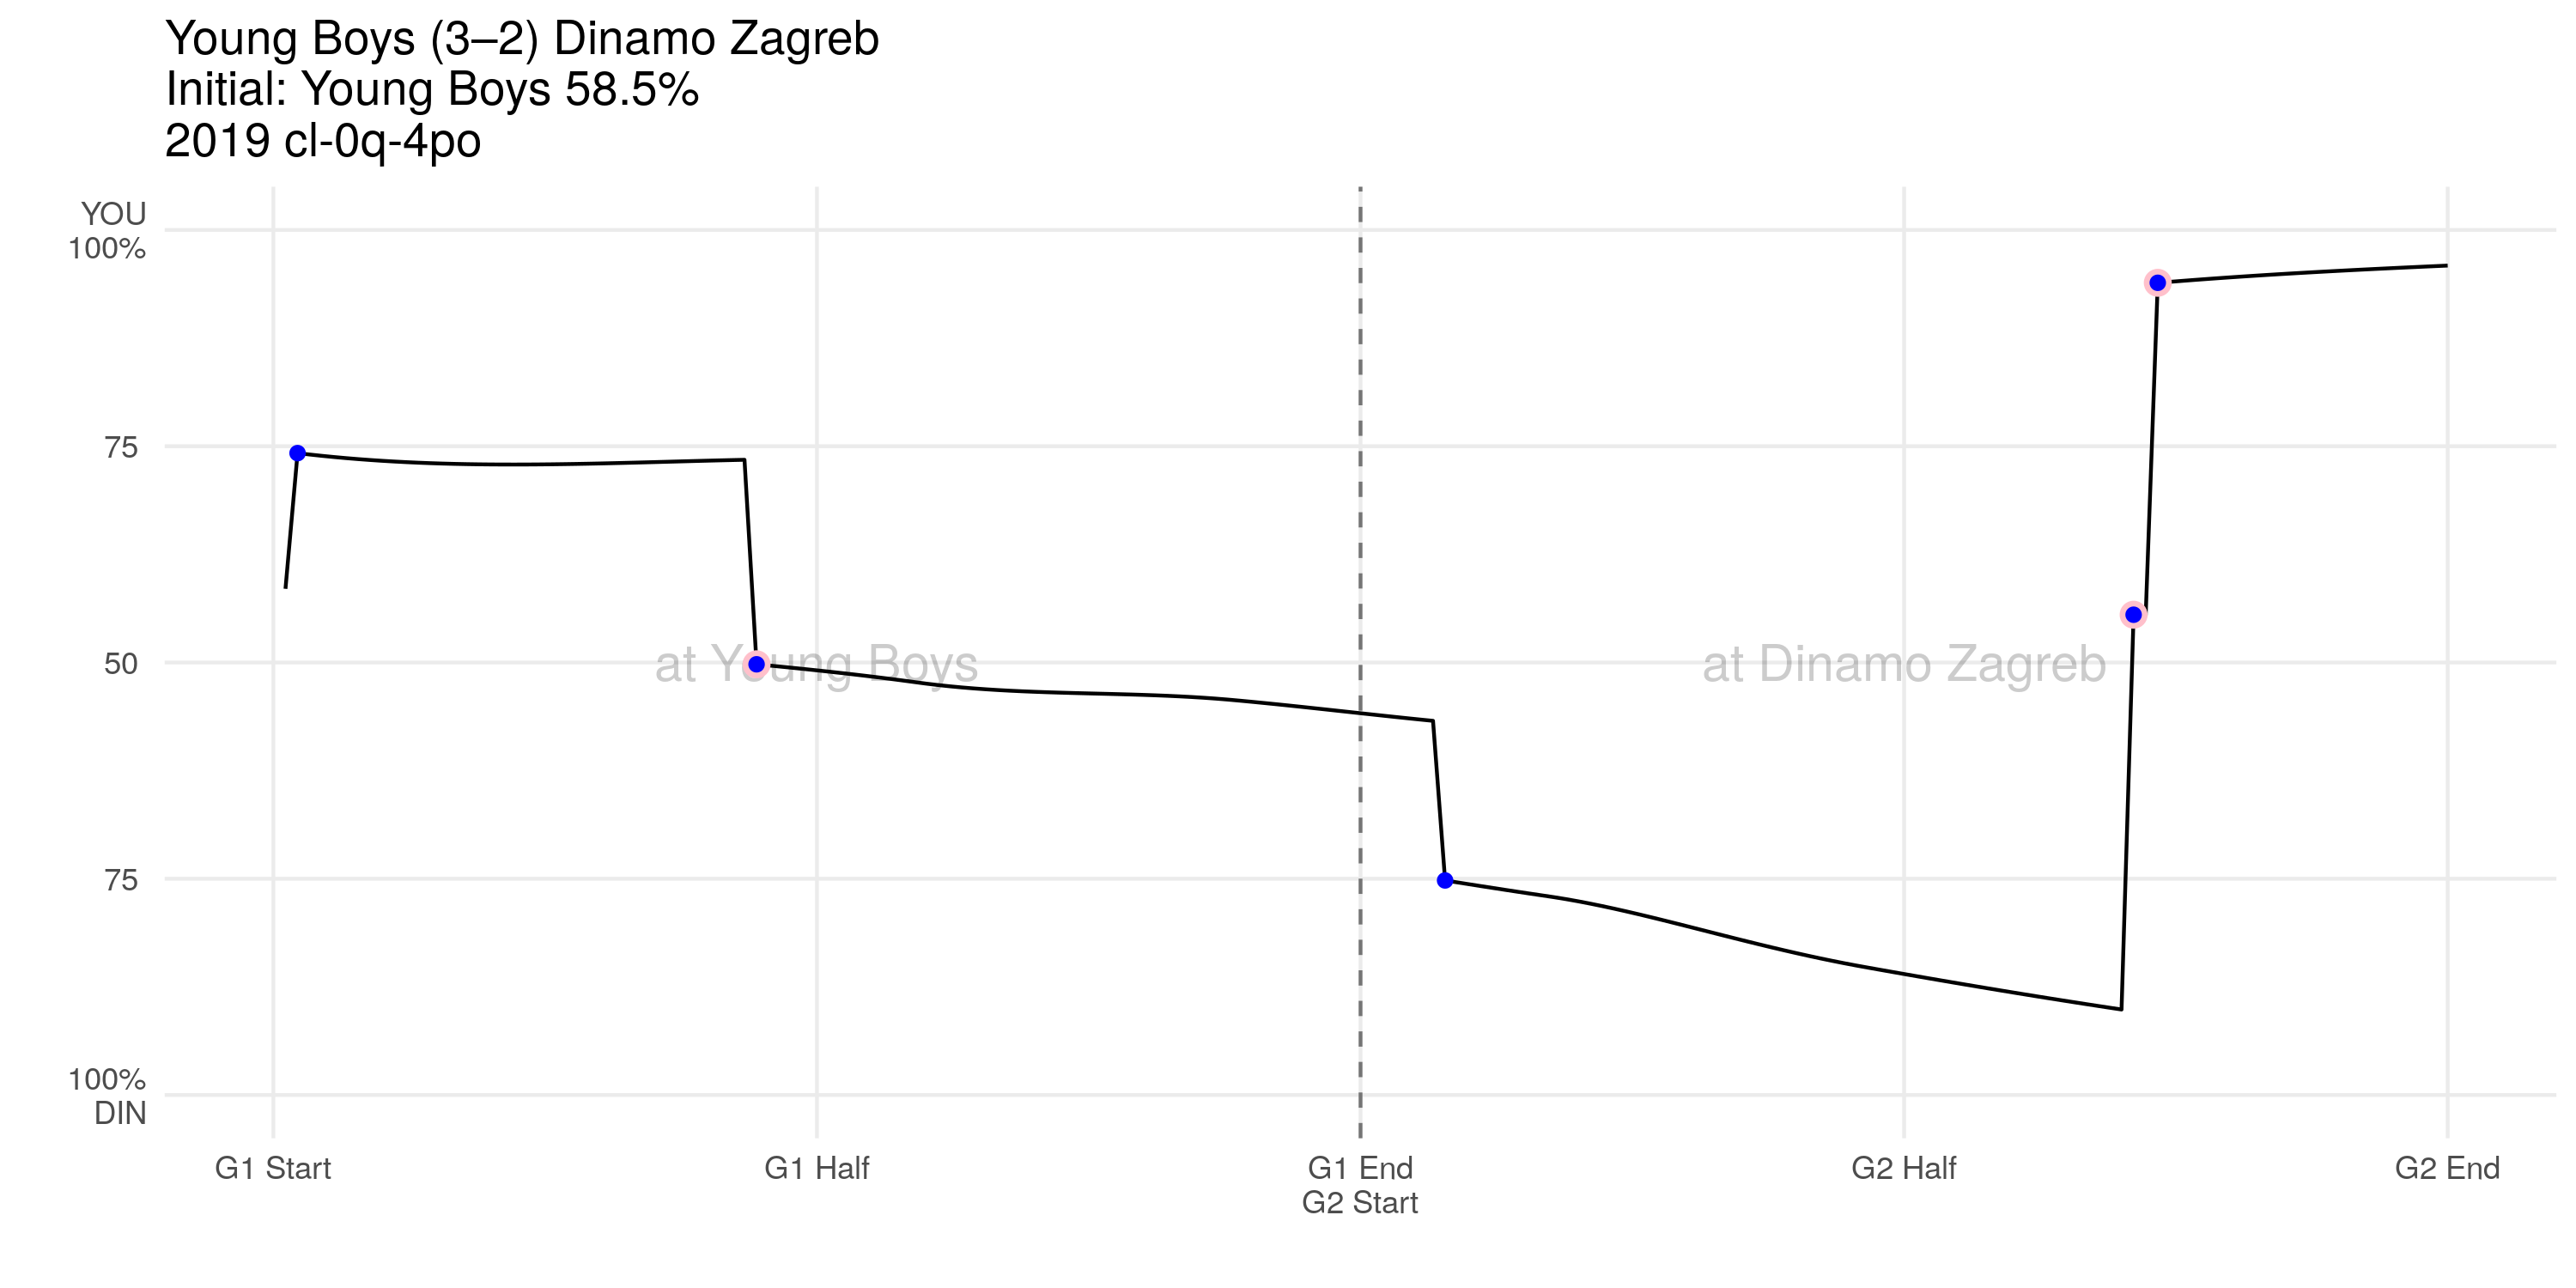 Young Boys (3–2) Dinamo Zagreb
Initial: Young Boys 58.5%
2019 cl-0q-4po
YOU
100%
75
50
75
100%
DIN
at Young Boys
at Dinamo Zagreb
G1 Start
G1 Half
G1 End
G2 Start
G2 Half
G2 End